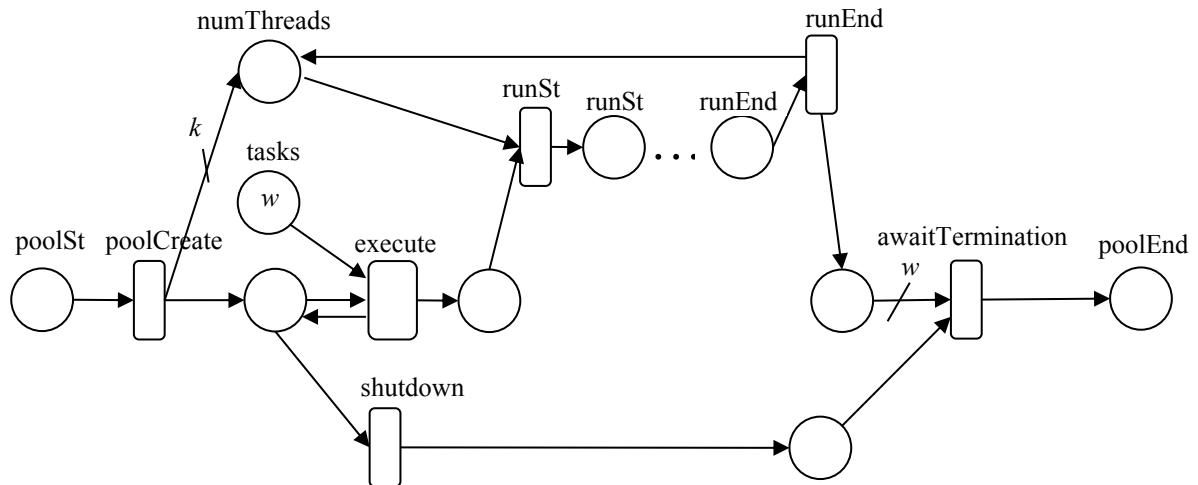 numThreads
runEnd
runSt
runSt
runEnd
k
tasks
w
poolSt
poolCreate
execute
awaitTermination
w
poolEnd
shutdown